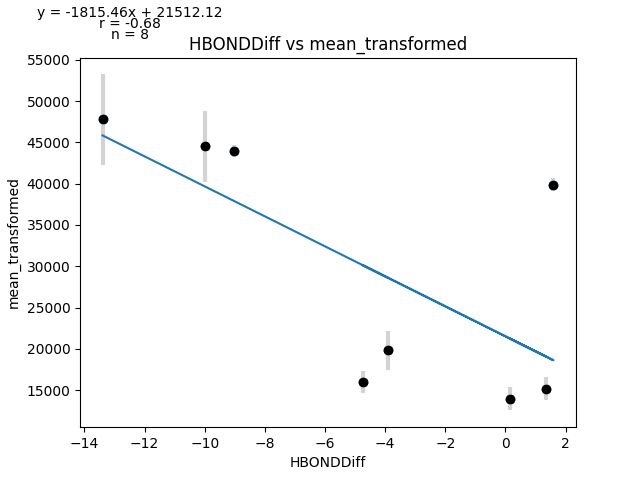 y = -1815.46x + 21512.12
r = -0.68
n = 8
HBONDDiff vs mean_transformed
55000
50000
45000
40000
35000
30000
25000
20000
15000
mean_transformed
−14 −12 −10 −8 −6 −4 −2 0 2
HBONDDiff